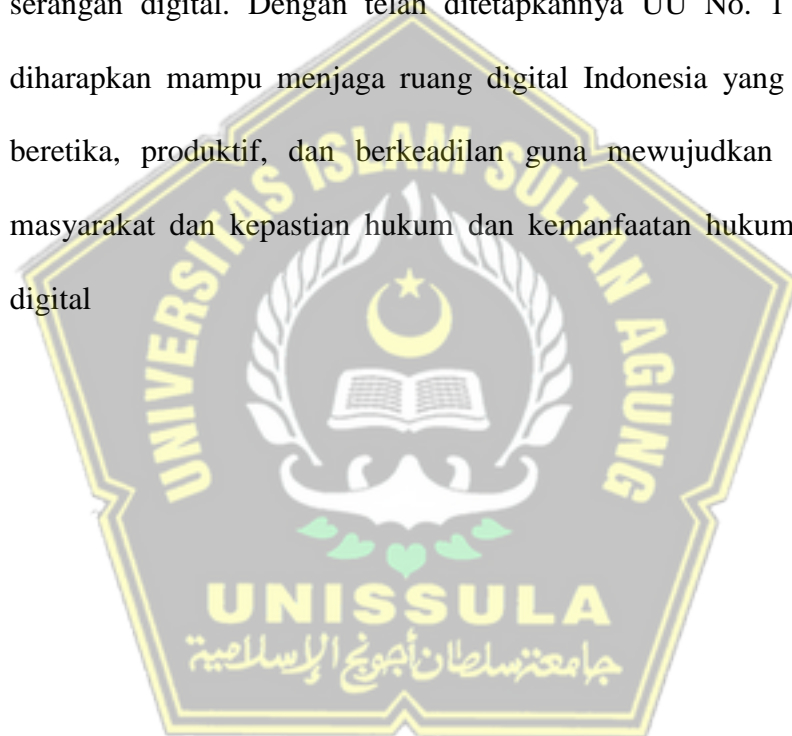 serangan digital. Dengan telah ditetapkannya UU No. 1
diharapkan mampu menjaga ruang digital Indonesia yang
beretika, produktif, dan berkeadilan guna mewujudkan
masyarakat dan kepastian hukum dan kemanfaatan hukum
digital
UNIVERSITAS ISLAM SULTAN AGUNG
UNISSULA
جامعة سلطان أجونج الإسلامية